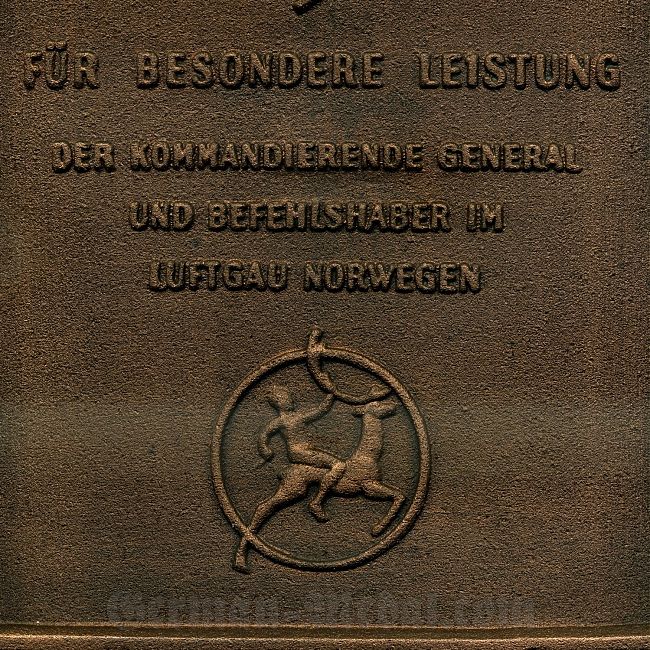 FÜR BESONDERE LEISTUNG
DER KOMMANDIERENDE GENERAL
UND BEFEHLSHABER IM
LUFTGAU NORWEGEN